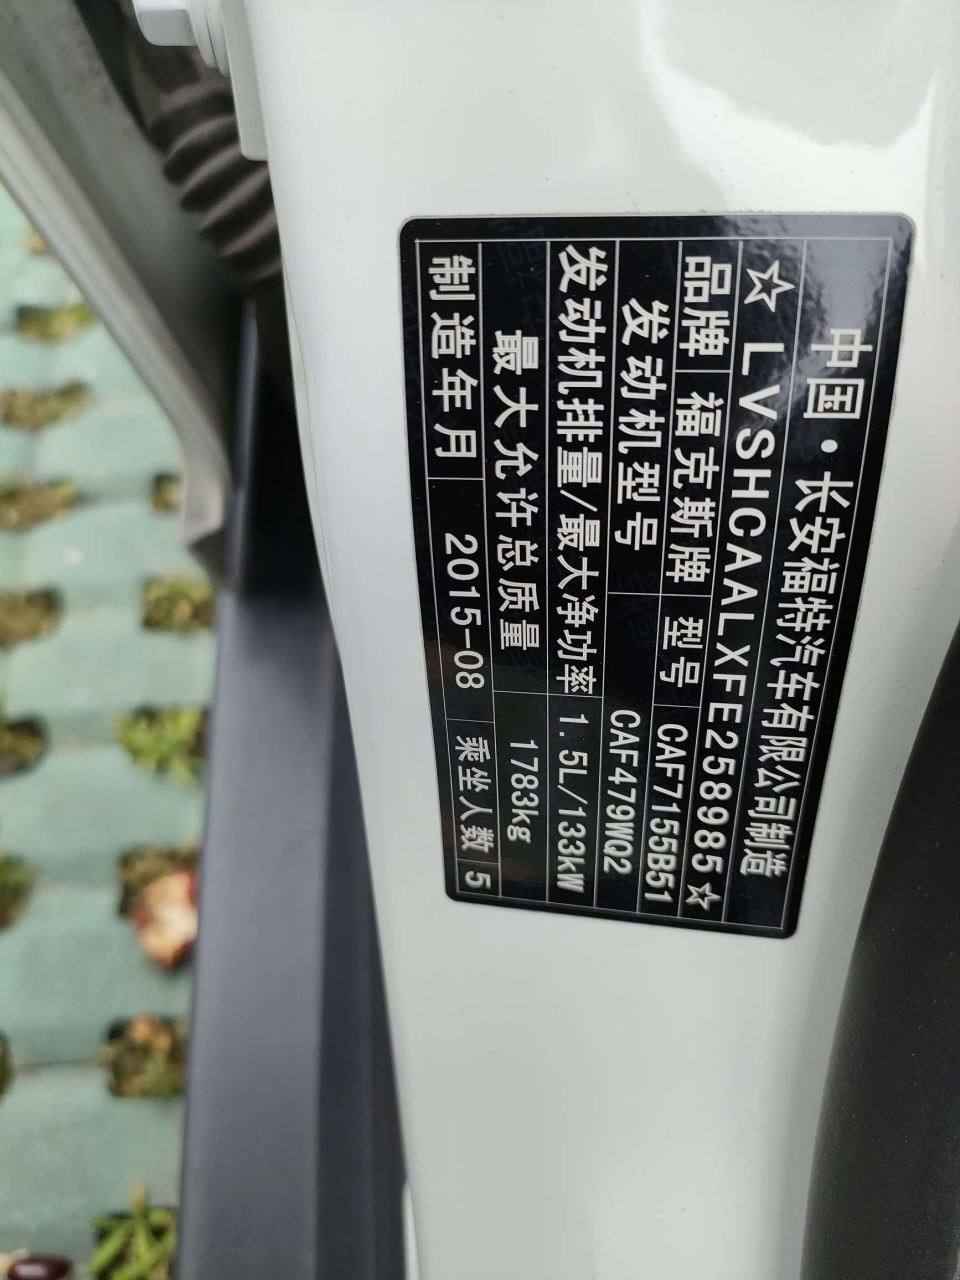 中国·长安福特汽车有限公司制造
☆ LVSHCAALXFE258985☆
品牌 福克斯牌 型号 CAF7155B51
发动机型号 CAF479WQ2
发动机排量/最大净功率 1.5L/133kW
最大允许总质量 1783kg
制造年月 2015-08 乘坐人数 5